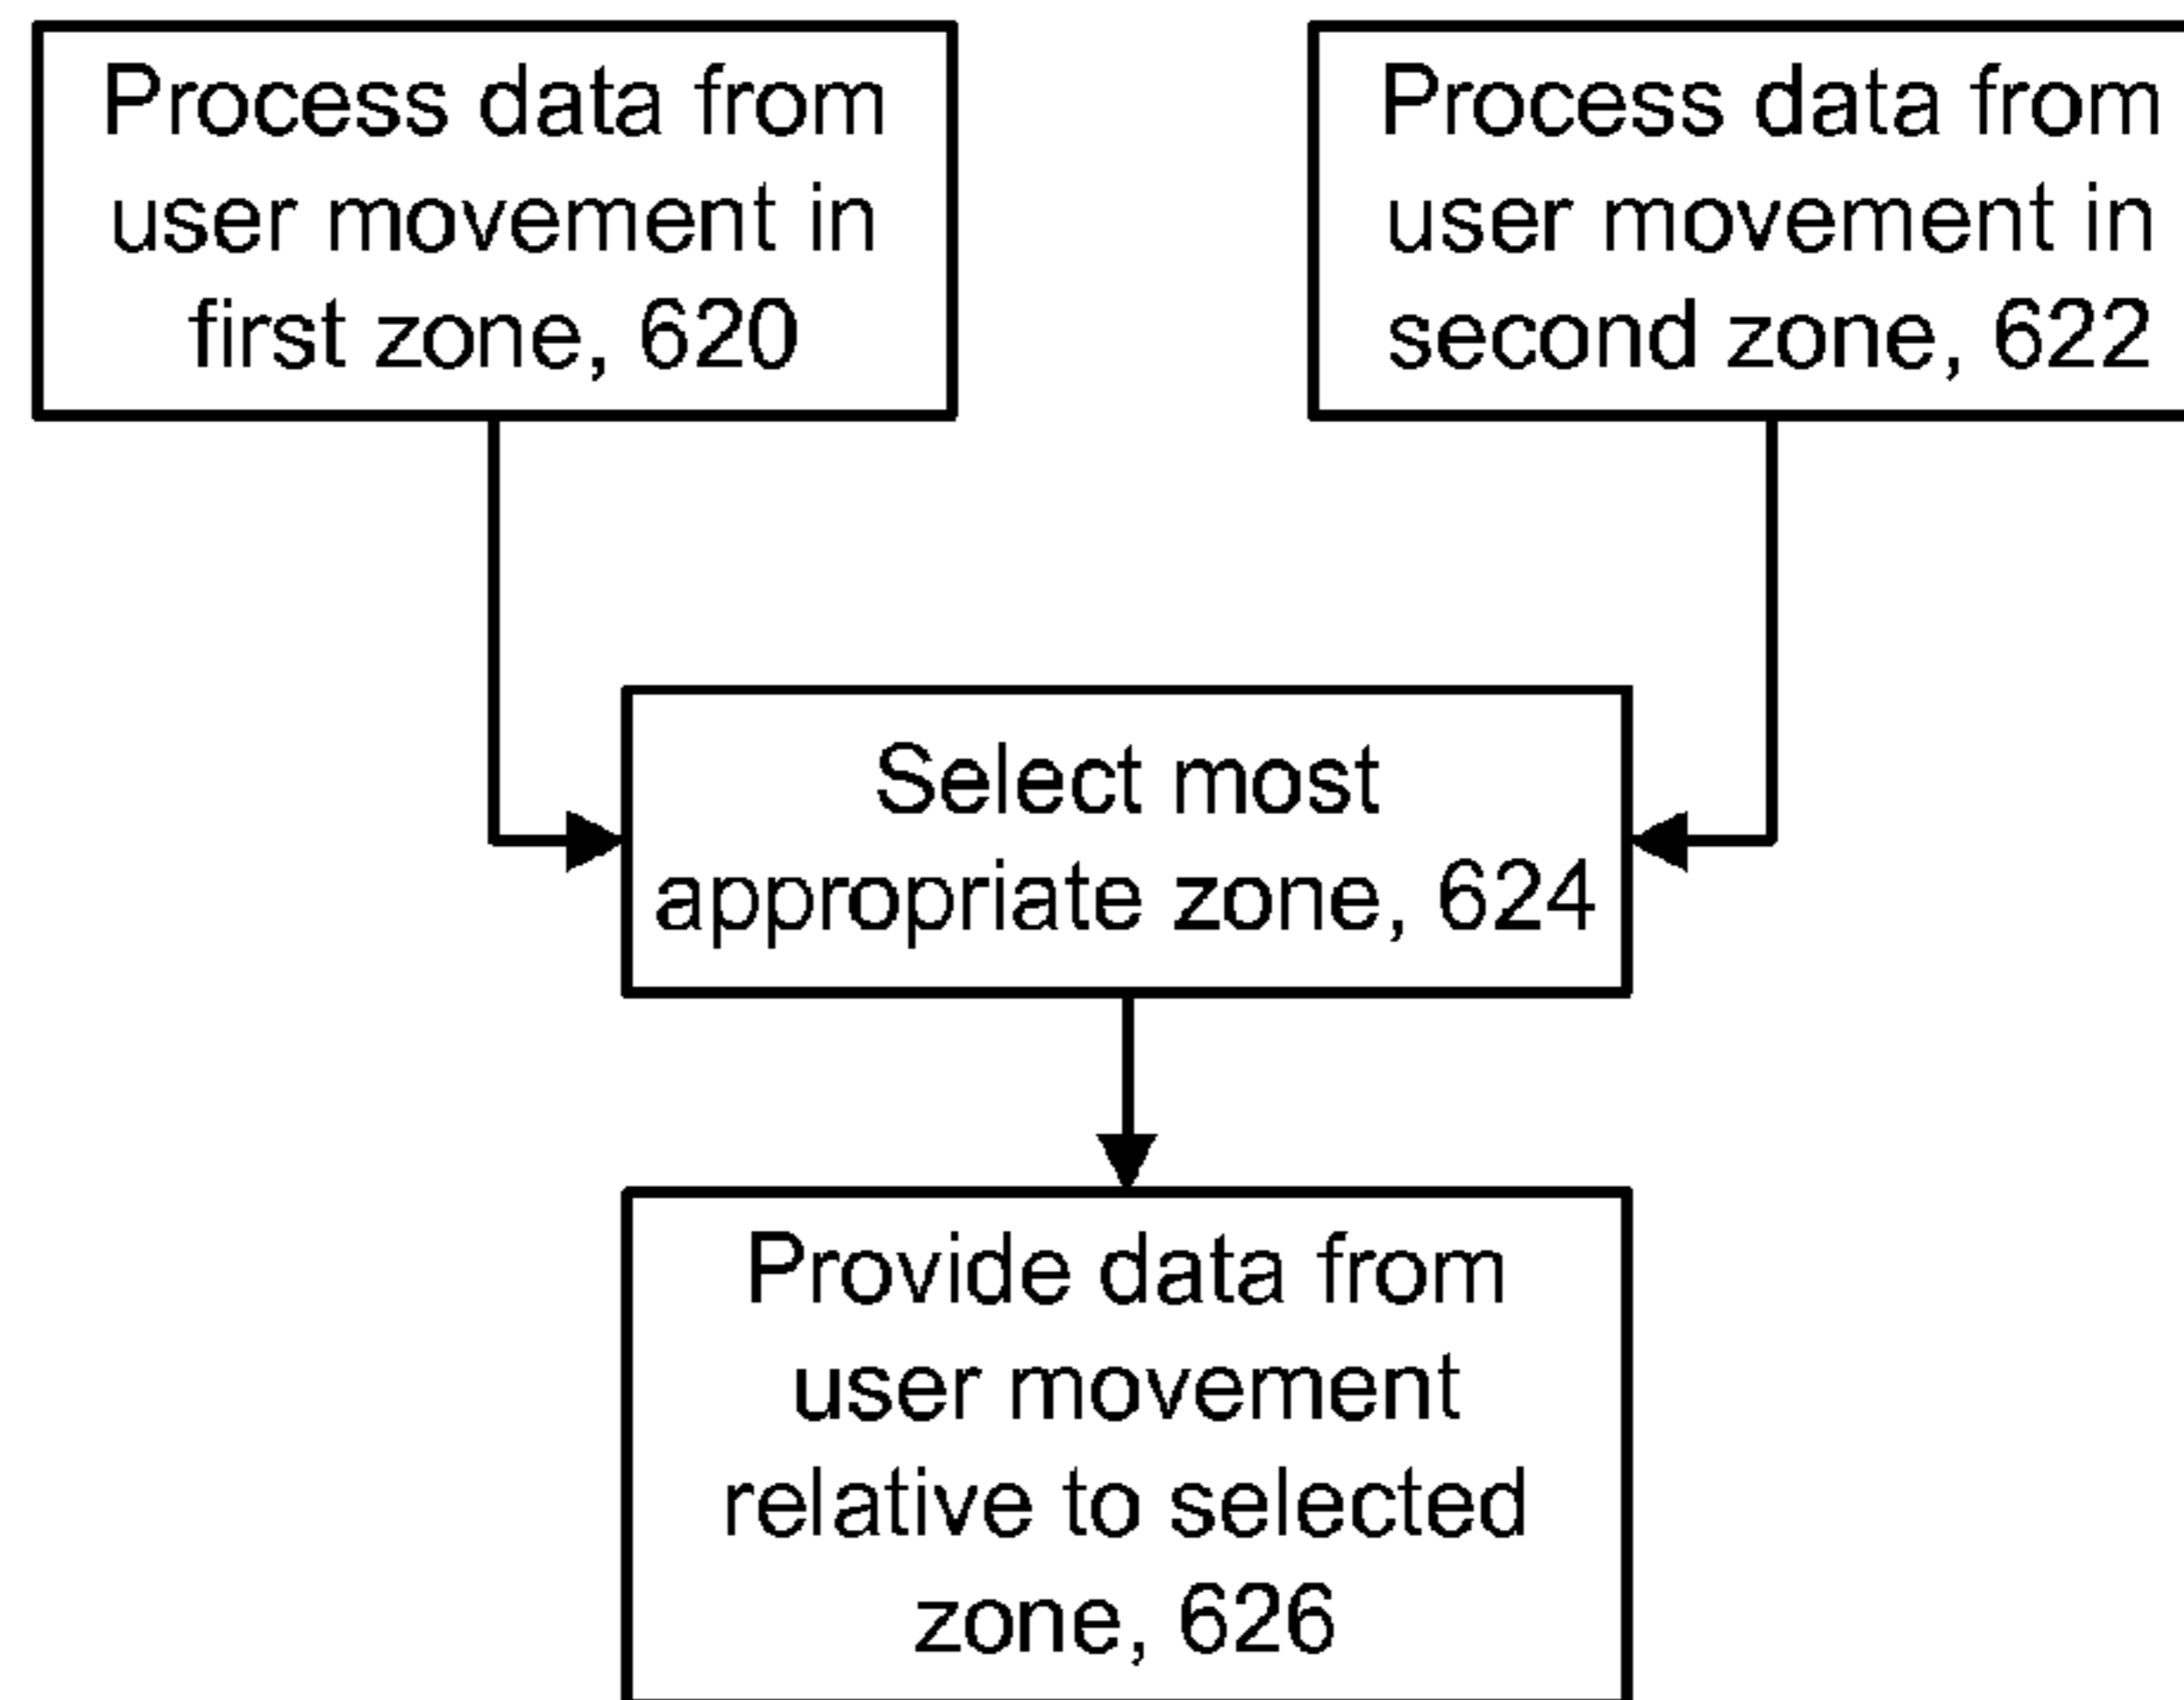 Process data from
user movement in
first zone, 620
Process data from
user movement in
second zone, 622
Select most
appropriate zone, 624
Provide data from
user movement
relative to selected
zone, 626